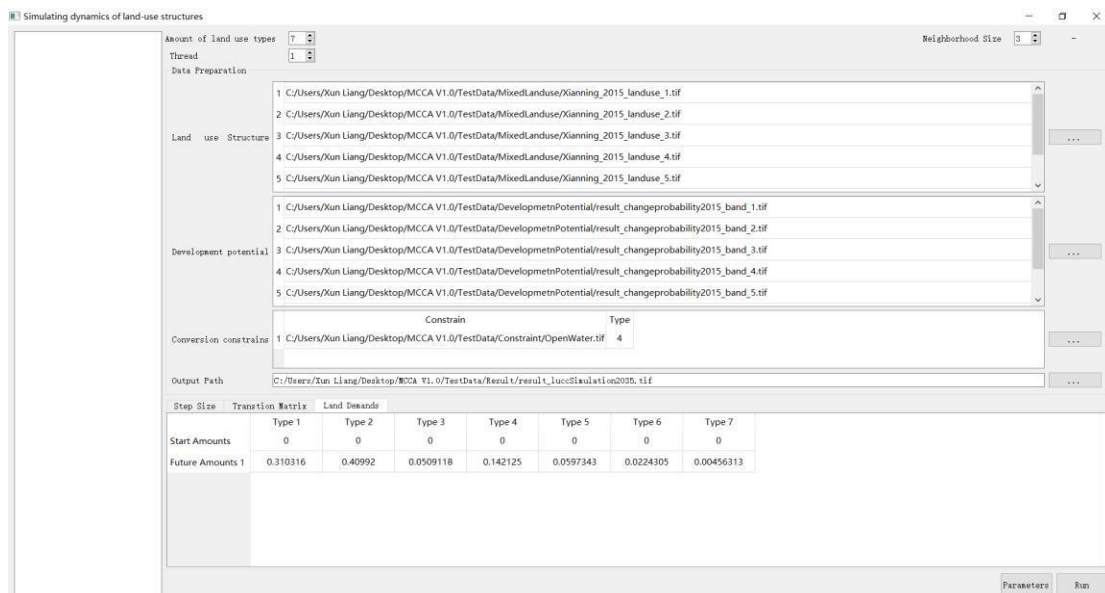 Simulating dynamics of land-use structures
Amount of land use types 7 Neighborhood Size 3 -
Thread 1
Data Preparation
1 C:/Users/Xun Liang/Desktop/MCCA V1.0/TestData/MixedLanduse/Xianning_2015_landuse_1.tif
2 C:/Users/Xun Liang/Desktop/MCCA V1.0/TestData/MixedLanduse/Xianning_2015_landuse_2.tif
Land use Structure 3 C:/Users/Xun Liang/Desktop/MCCA V1.0/TestData/MixedLanduse/Xianning_2015_landuse_3.tif ...
4 C:/Users/Xun Liang/Desktop/MCCA V1.0/TestData/MixedLanduse/Xianning_2015_landuse_4.tif
5 C:/Users/Xun Liang/Desktop/MCCA V1.0/TestData/MixedLanduse/Xianning_2015_landuse_5.tif
1 C:/Users/Xun Liang/Desktop/MCCA V1.0/TestData/DevelopmetnPotential/result_changeprobability2015_band_1.tif
2 C:/Users/Xun Liang/Desktop/MCCA V1.0/TestData/DevelopmetnPotential/result_changeprobability2015_band_2.tif
Development potential 3 C:/Users/Xun Liang/Desktop/MCCA V1.0/TestData/DevelopmetnPotential/result_changeprobability2015_band_3.tif ...
4 C:/Users/Xun Liang/Desktop/MCCA V1.0/TestData/DevelopmetnPotential/result_changeprobability2015_band_4.tif
5 C:/Users/Xun Liang/Desktop/MCCA V1.0/TestData/DevelopmetnPotential/result_changeprobability2015_band_5.tif
Constrain Type
Conversion constrains 1 C:/Users/Xun Liang/Desktop/MCCA V1.0/TestData/Constraint/OpenWater.tif 4 ...
Output Path C:/Users/Xun Liang/Desktop/MCCA V1.0/TestData/Result/result_luccSimulation2035.tif ...
Step Size Transtion Matrix Land Demands
Type 1 Type 2 Type 3 Type 4 Type 5 Type 6 Type 7
Start Amounts 0 0 0 0 0 0 0
Future Amounts 1 0.310316 0.40992 0.0509118 0.142125 0.0597343 0.0224305 0.00456313
Parameters Run